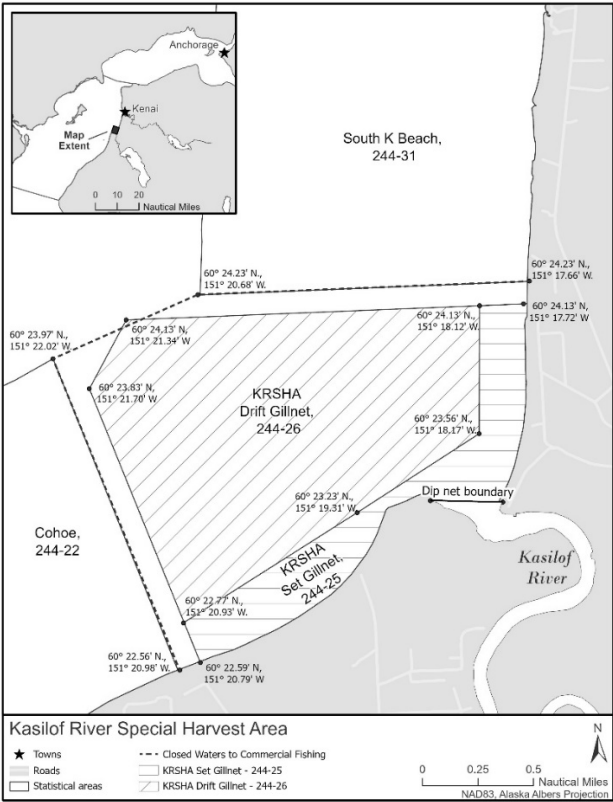 Anchorage
Kenai
Map
Extent
0 10 20
Nautical Miles
South K Beach,
244-31
60° 24.23' N.,
151° 20.68' W.
60° 24.23' N.,
151° 17.66' W.
60° 23.97' N.,
151° 22.02' W.
60° 24.13' N,
151° 21.34' W
60° 24.13' N.,
151° 18.12' W.
60° 24.13' N,
151° 17.72' W
60° 23.83' N,
151° 21.70' W
KRSHA
Drift Gillnet,
244-26
60° 23.56' N,
151° 18.17' W.
60° 23.23' N,
151° 19.31' W
Dip net boundary
Cohoe,
244-22
KRSHA
Set Gillnet,
244-25
Kasilof
River
60° 22.77' N.,
151° 20.93' W.
60° 22.56' N.,
151° 20.98' W.
60° 22.59' N,
151° 20.79' W
Kasilof River Special Harvest Area
Towns
Roads
Statistical areas
Closed Waters to Commercial Fishing
KRSHA Set Gillnet - 244-25
KRSHA Drift Gillnet - 244-26
N
0 0.25 0.5
Nautical Miles
NAD83, Alaska Albers Projection